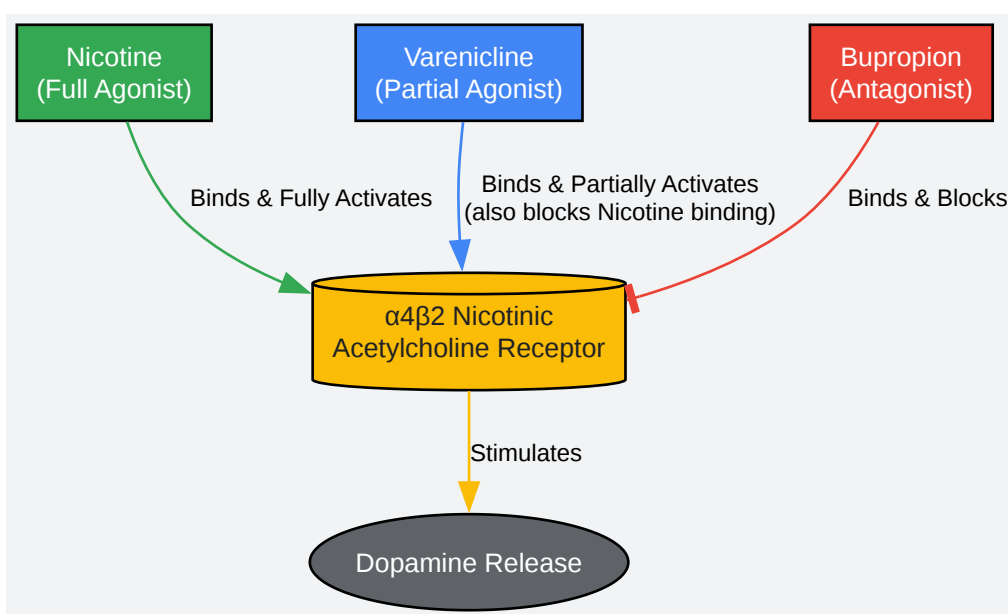 Nicotine
(Full Agonist)
Varenicline
(Partial Agonist)
Bupropion
(Antagonist)
Binds & Fully Activates
Binds & Partially Activates
(also blocks Nicotine binding)
Binds & Blocks
α4β2 Nicotinic
Acetylcholine Receptor
Stimulates
Dopamine Release